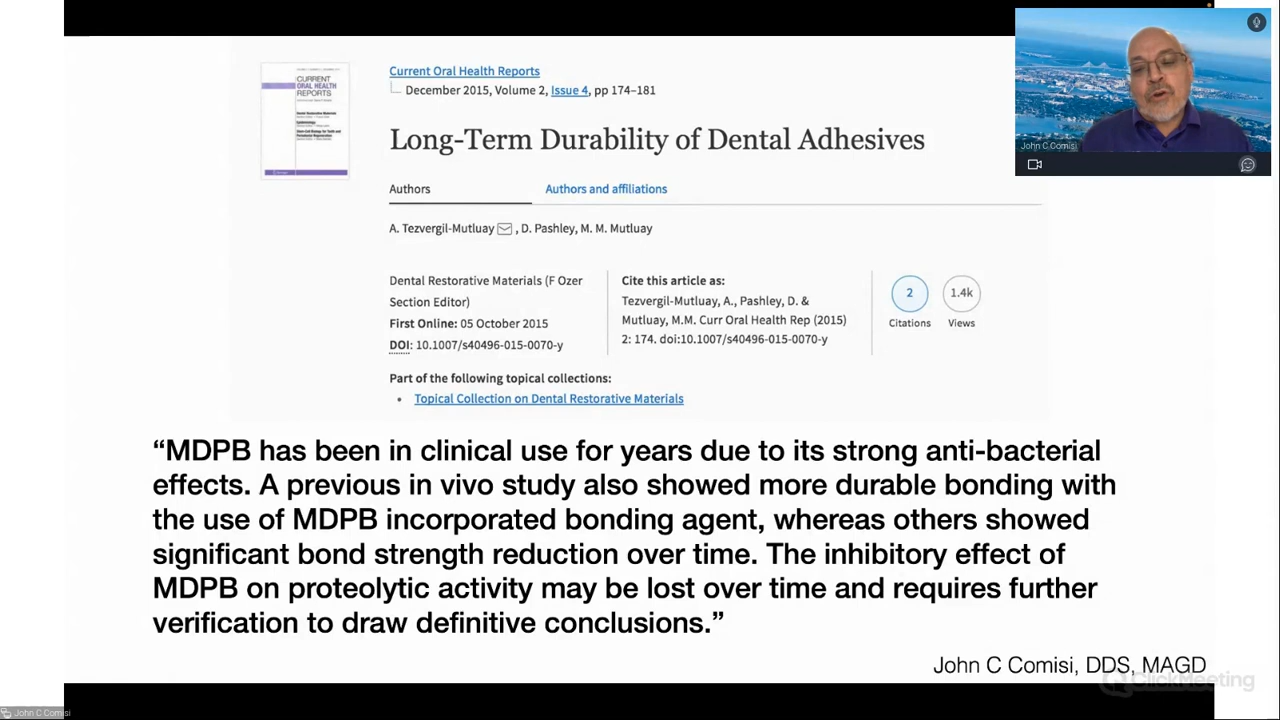 Current Oral Health Reports
December 2015, Volume 2, Issue 4, pp 174–181
CURRENT
ORAL HEALTH
REPORTS
Long-Term Durability of Dental Adhesives
Authors
Authors and affiliations
A. Tezvergil-Mutluay , D. Pashley, M. M. Mutluay
Dental Restorative Materials (F Ozer
Section Editor)
First Online: 05 October 2015
DOI: 10.1007/s40496-015-0070-y
Cite this article as:
Tezvergil-Mutluay, A., Pashley, D. &
Mutluay, M.M. Curr Oral Health Rep (2015)
2: 174. doi:10.1007/s40496-015-0070-y
2
Citations
1.4k
Views
Part of the following topical collections:
• Topical Collection on Dental Restorative Materials
“MDPB has been in clinical use for years due to its strong anti-bacterial
effects. A previous in vivo study also showed more durable bonding with
the use of MDPB incorporated bonding agent, whereas others showed
significant bond strength reduction over time. The inhibitory effect of
MDPB on proteolytic activity may be lost over time and requires further
verification to draw definitive conclusions.”
John C Comisi, DDS, MAGD
ClickMeeting
John C Comisi
John C Comisi